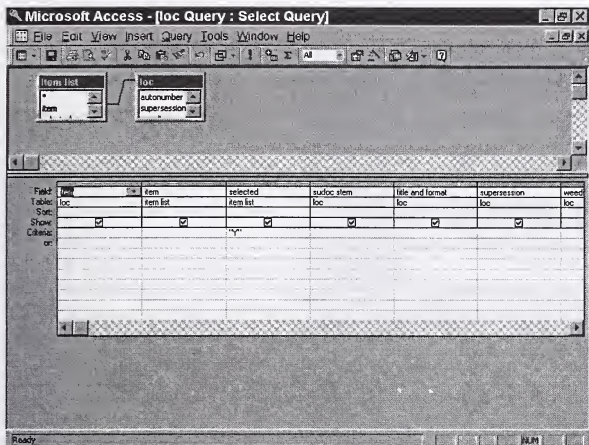 Microsoft Access - [loc Query : Select Query]
File Edit View Insert Query Tools Window Help
All
Item list
*
item
loc
autonumber
supersession
Field: item item selected sudoc stem title and format supersession weed
Table: loc item list item list loc loc loc loc
Sort:
Show:
Criteria: "Y"
or:
Ready NUM